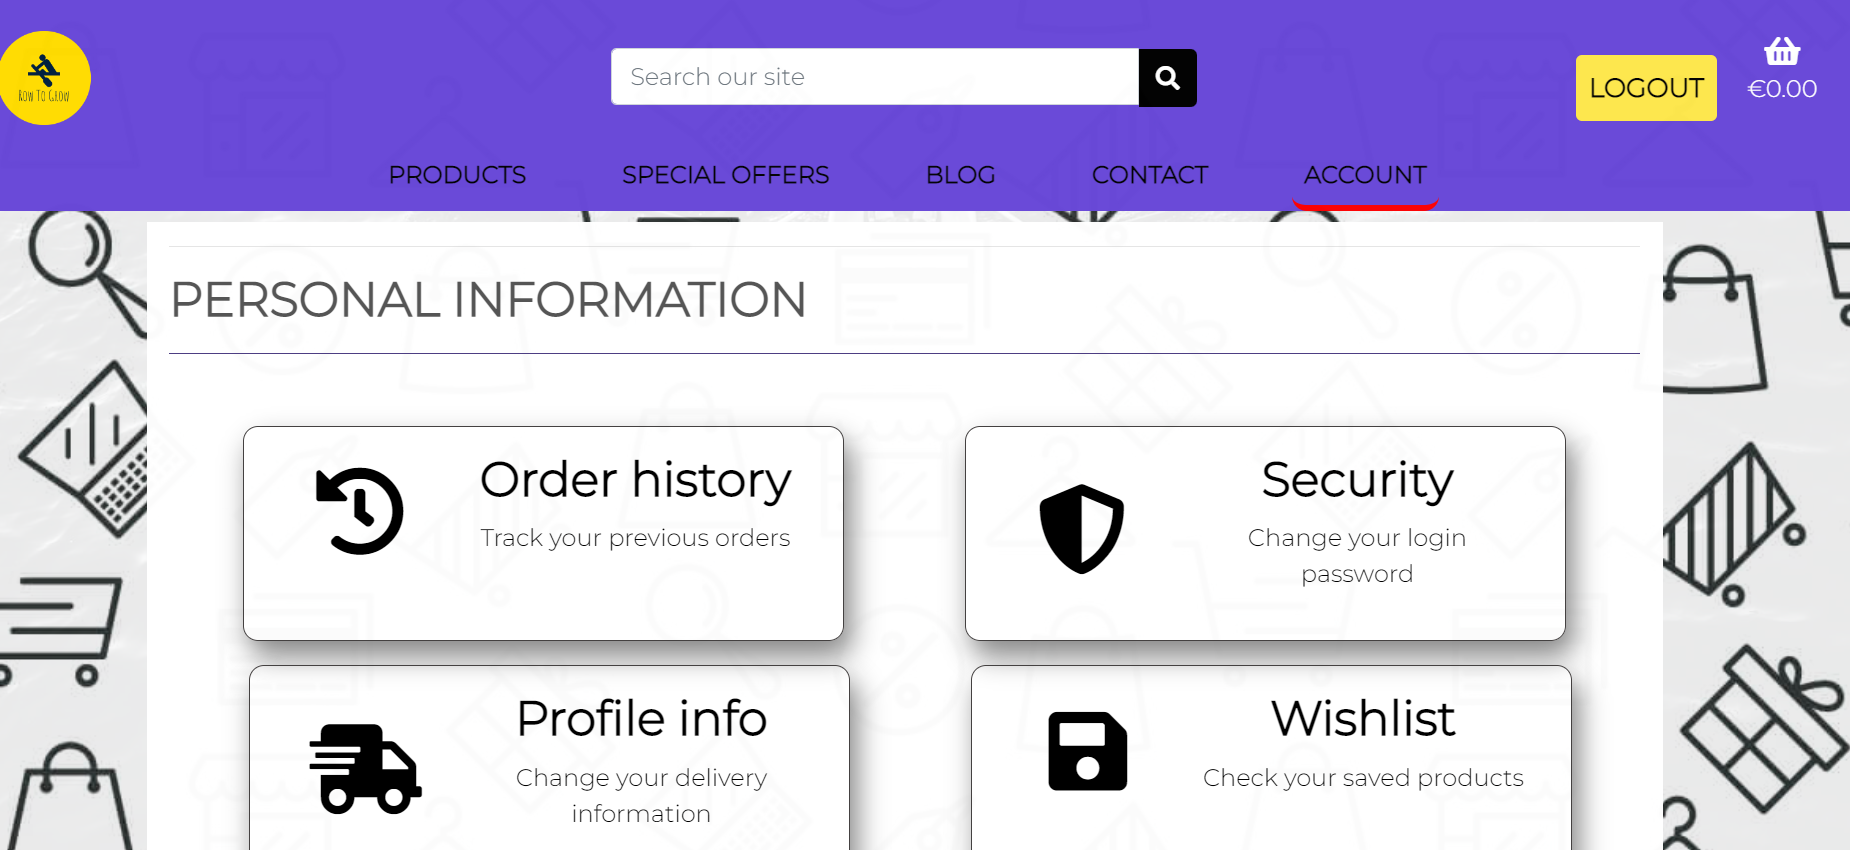 Row To Grow
Search our site
LOGOUT
€0.00
PRODUCTS
SPECIAL OFFERS
BLOG
CONTACT
ACCOUNT
PERSONAL INFORMATION
Order history
Track your previous orders
Security
Change your login
password
Profile info
Change your delivery
information
Wishlist
Check your saved products